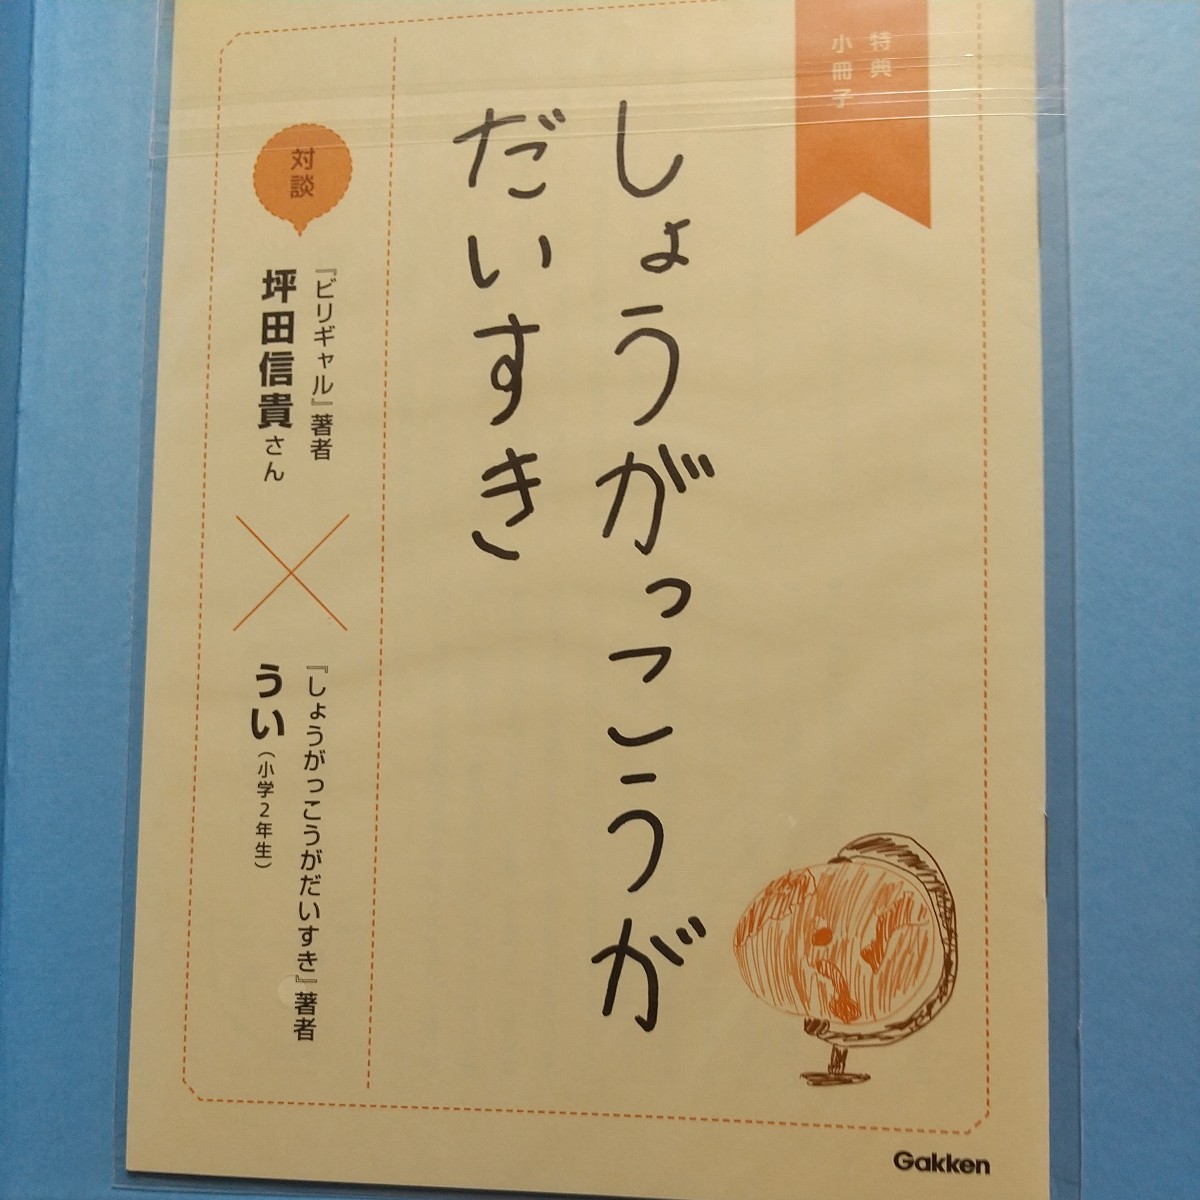 特典
小冊子
しょうがっこうが
だいすき
対談
『ビリギャル』著者
坪田信貴さん
『しょうがっこうがだいすき』著者
うい（小学2年生）
Gakken